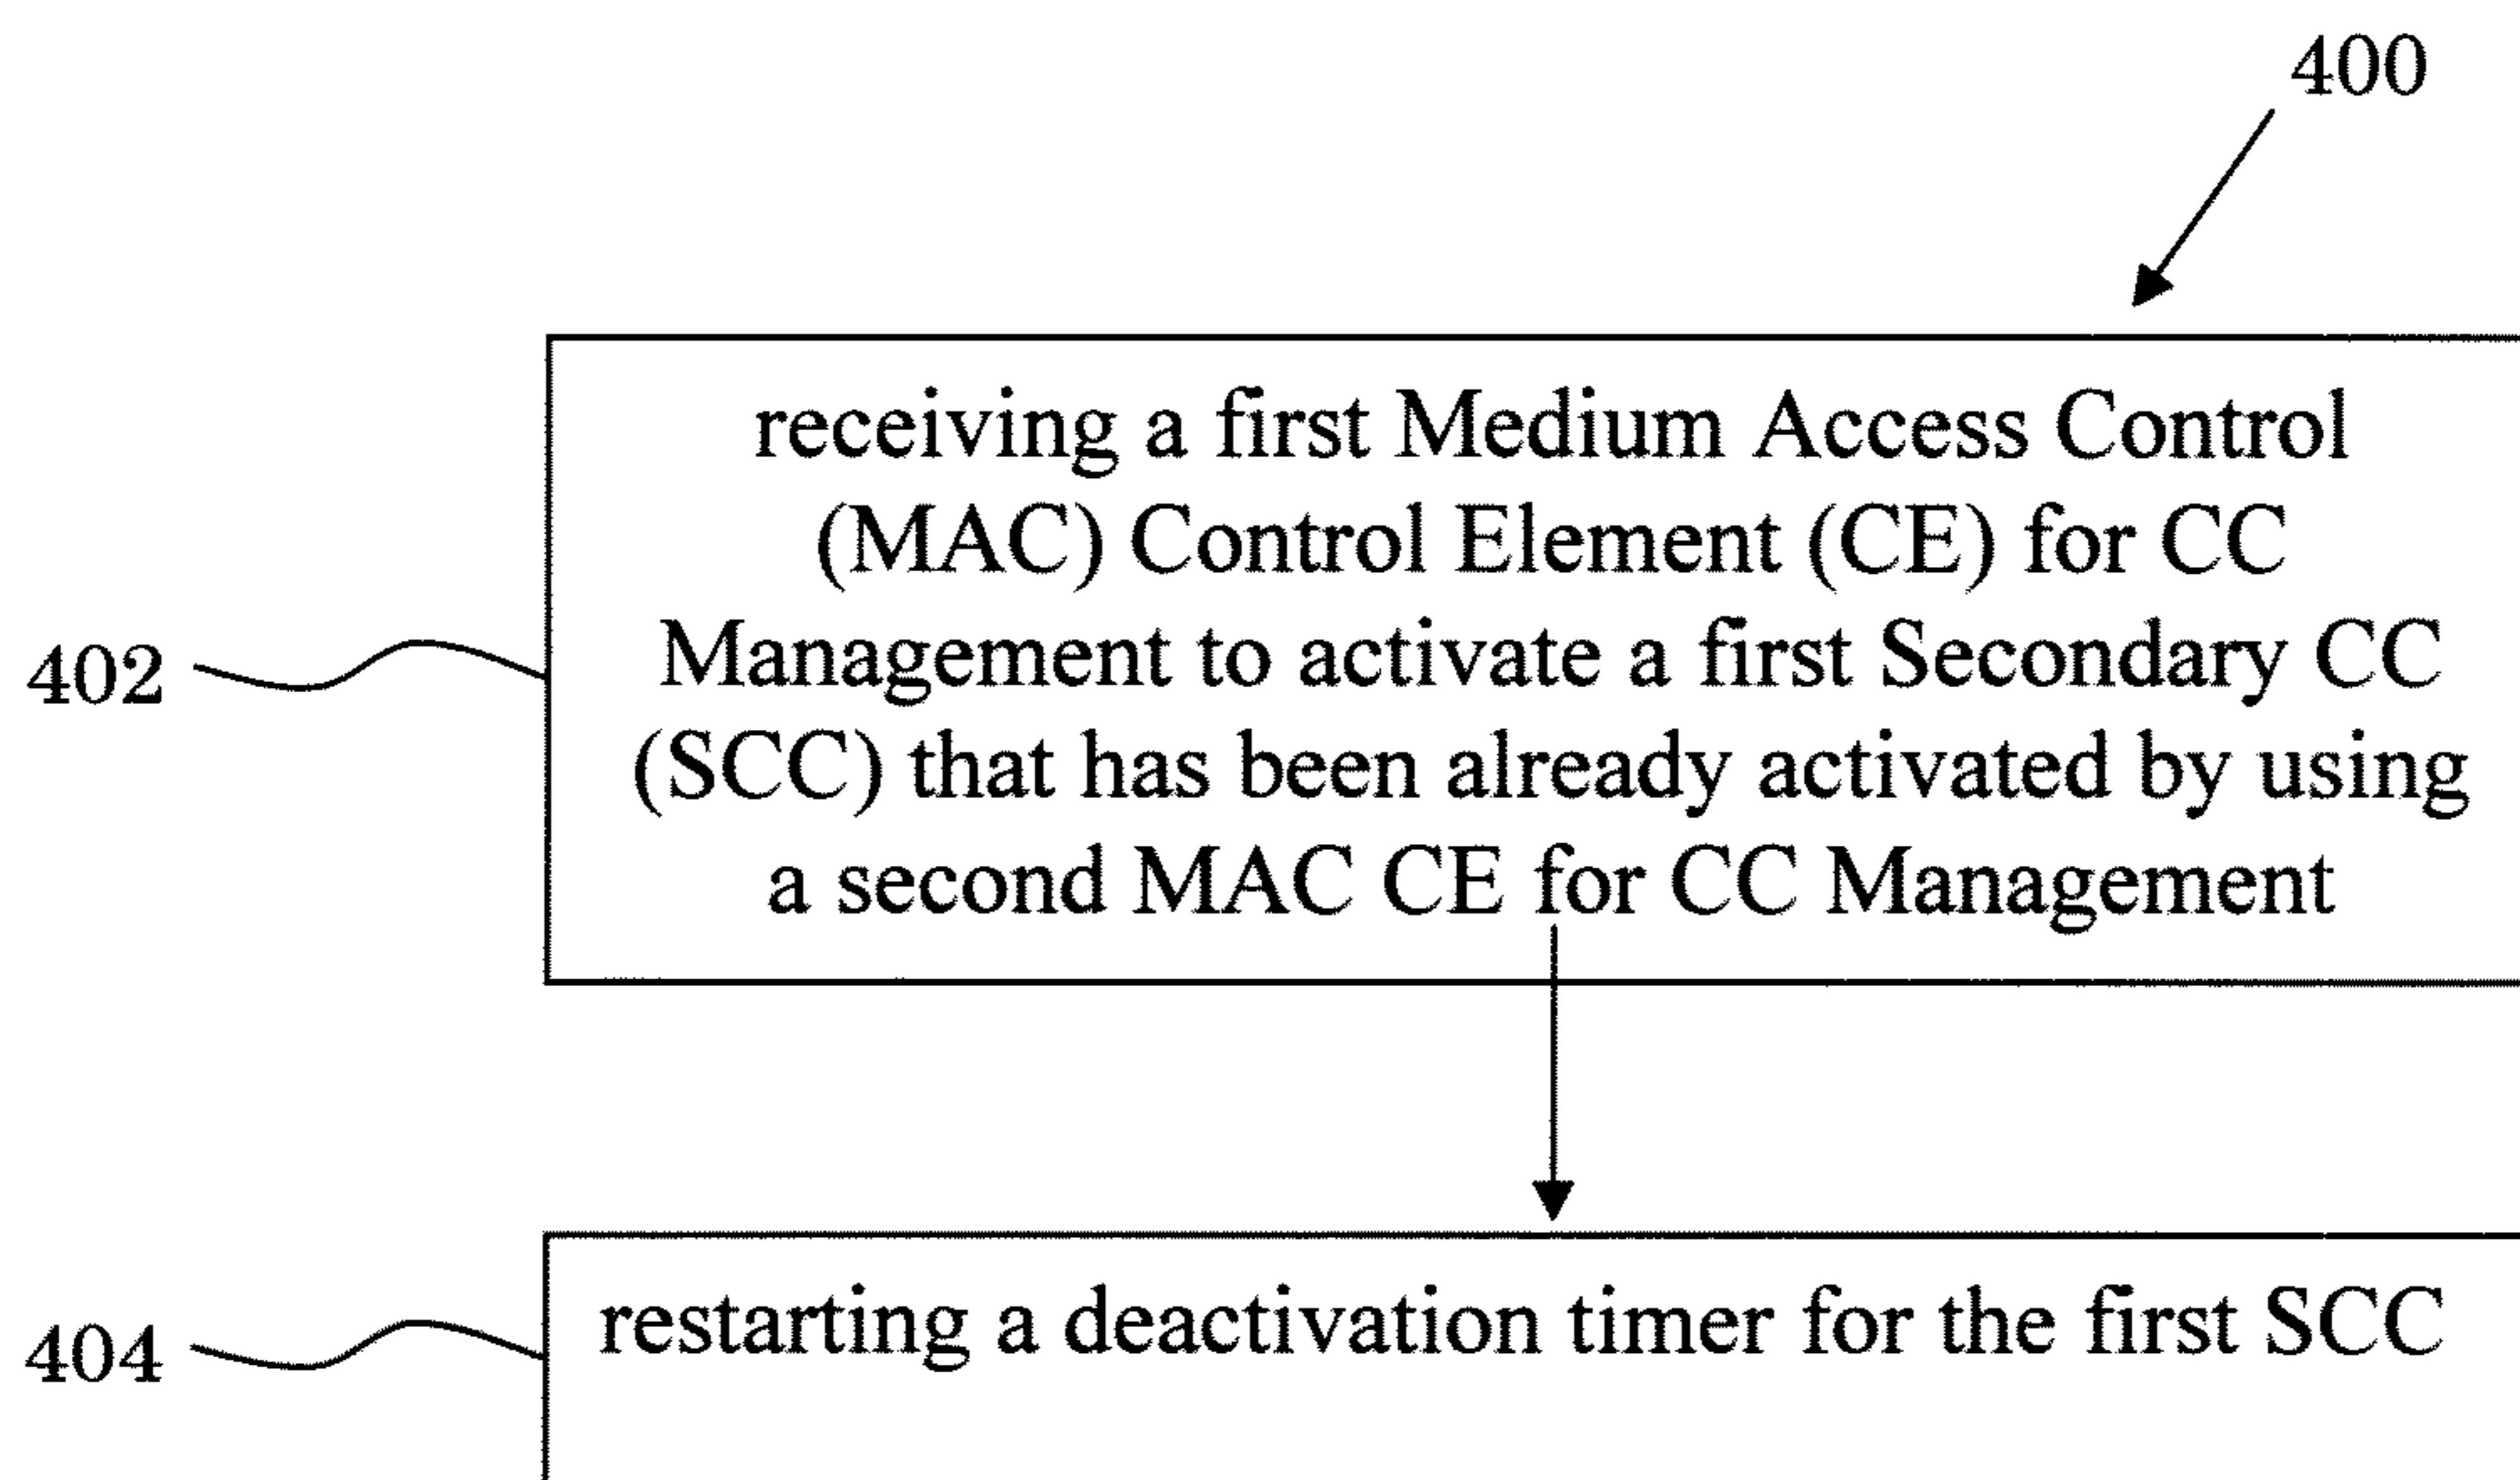 400
receiving a first Medium Access Control
(MAC) Control Element (CE) for CC
Management to activate a first Secondary CC
(SCC) that has been already activated by using
a second MAC CE for CC Management
402
restarting a deactivation timer for the first SCC
404